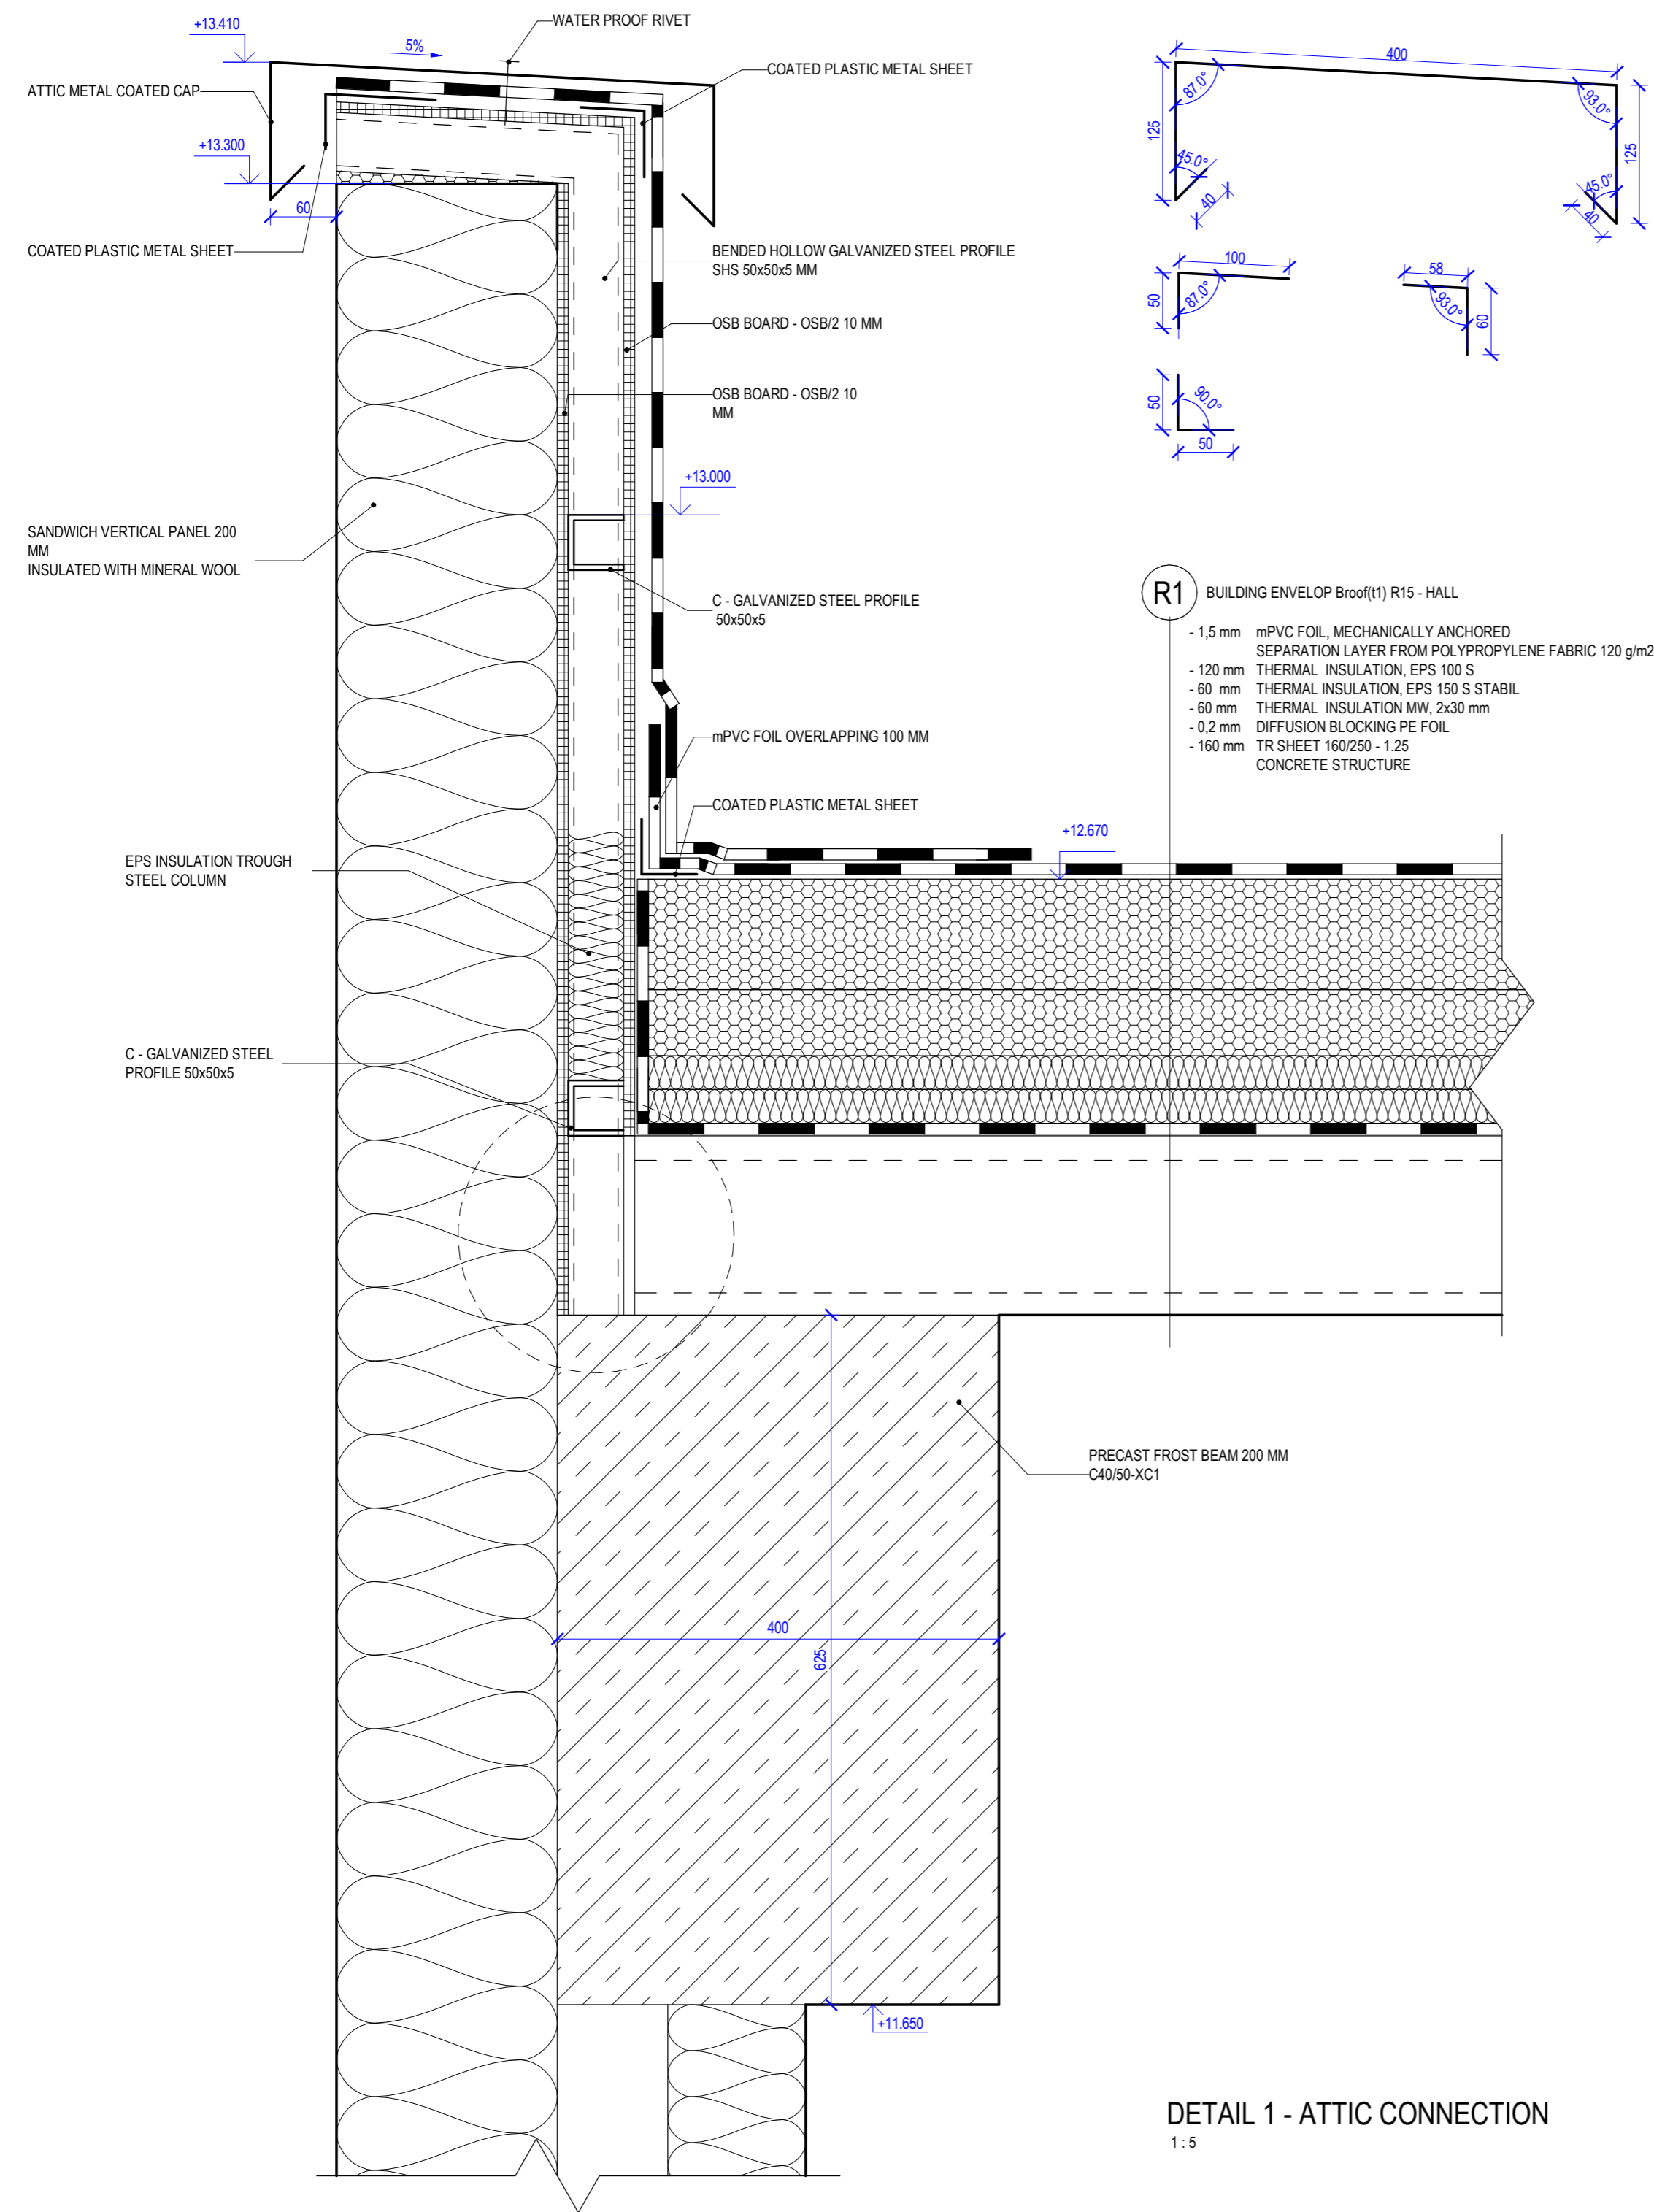 +13.410
5%
WATER PROOF RIVET
COATED PLASTIC METAL SHEET
ATTIC METAL COATED CAP
+13.300
60
COATED PLASTIC METAL SHEET
BENDED HOLLOW GALVANIZED STEEL PROFILE
SHS 50x50x5 MM
OSB BOARD - OSB/2 10 MM
OSB BOARD - OSB/2 10
MM
+13.000
SANDWICH VERTICAL PANEL 200
MM
INSULATED WITH MINERAL WOOL
C - GALVANIZED STEEL PROFILE
50x50x5
mPVC FOIL OVERLAPPING 100 MM
COATED PLASTIC METAL SHEET
+12.670
EPS INSULATION TROUGH
STEEL COLUMN
C - GALVANIZED STEEL
PROFILE 50x50x5
400
87.0°
93.0°
125
125
45.0°
45.0°
40
40
100
50
87.0°
58
93.0°
60
50
90.0°
50
R1 BUILDING ENVELOP Broof(t1) R15 - HALL
- 1,5 mm mPVC FOIL, MECHANICALLY ANCHORED
SEPARATION LAYER FROM POLYPROPYLENE FABRIC 120 g/m2
- 120 mm THERMAL INSULATION, EPS 100 S
- 60 mm THERMAL INSULATION, EPS 150 S STABIL
- 60 mm THERMAL INSULATION MW, 2x30 mm
- 0,2 mm DIFFUSION BLOCKING PE FOIL
- 160 mm TR SHEET 160/250 - 1.25
CONCRETE STRUCTURE
PRECAST FROST BEAM 200 MM
C40/50-XC1
400
625
+11.650
DETAIL 1 - ATTIC CONNECTION
1 : 5